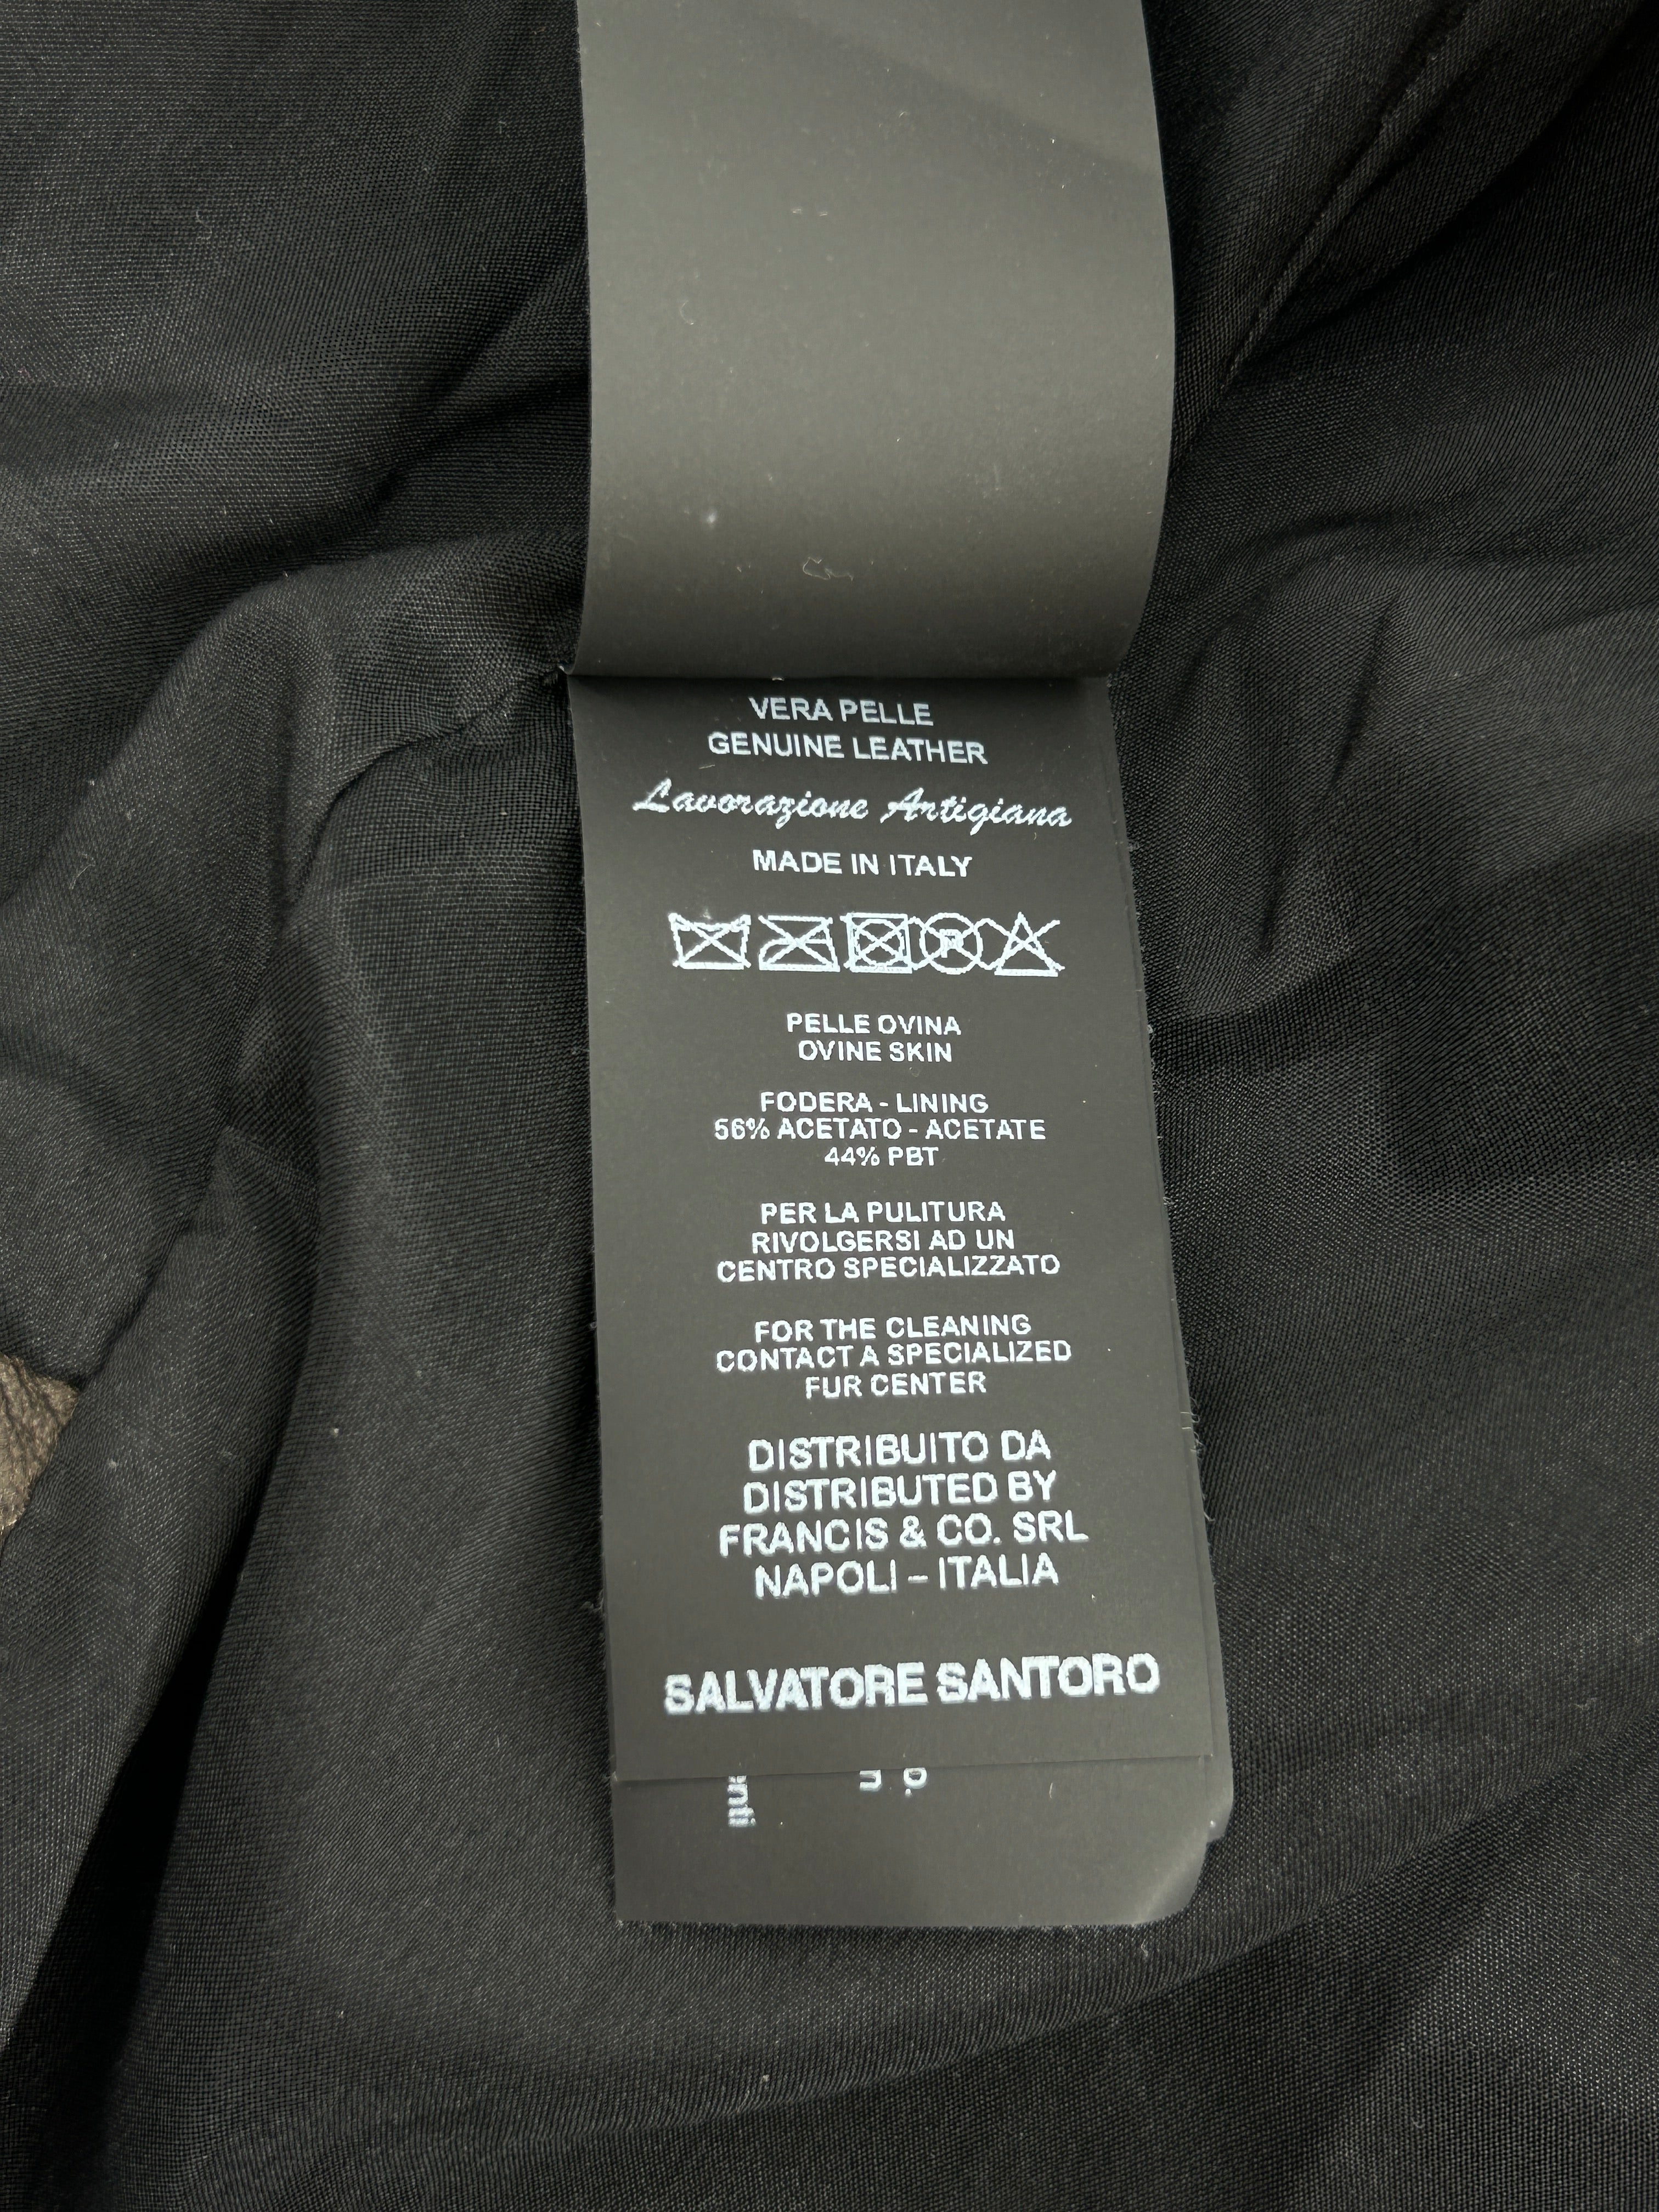 VERA PELLE
GENUINE LEATHER
Lavorazione Artigiana
MADE IN ITALY
PELLE OVINA
OVINE SKIN
FODERA - LINING
56% ACETATO - ACETATE
44% PBT
PER LA PULITURA
RIVOLGERSI AD UN
CENTRO SPECIALIZZATO
FOR THE CLEANING
CONTACT A SPECIALIZED
FUR CENTER
DISTRIBUITO DA
DISTRIBUTED BY
FRANCIS & CO. SRL
NAPOLI – ITALIA
SALVATORE SANTORO